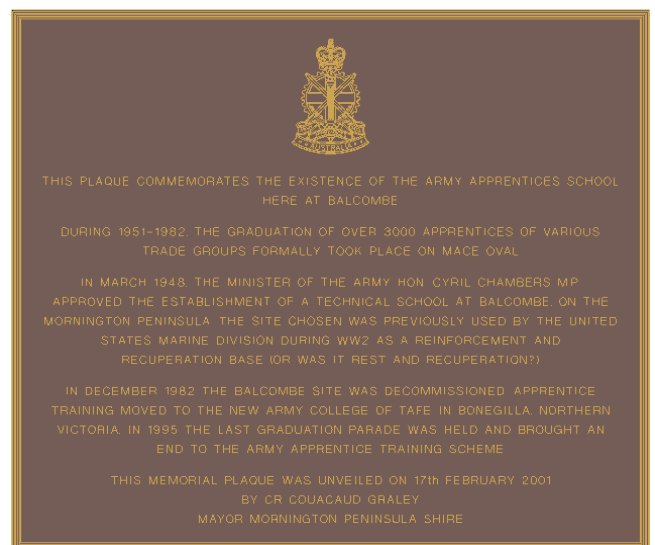 AUSTRALIA
THIS PLAQUE COMMEMORATES THE EXISTENCE OF THE ARMY APPRENTICES SCHOOL
HERE AT BALCOMBE
DURING 1951-1982, THE GRADUATION OF OVER 3000 APPRENTICES OF VARIOUS
TRADE GROUPS FORMALLY TOOK PLACE ON MACE OVAL
IN MARCH 1948, THE MINISTER OF THE ARMY HON CYRIL CHAMBERS MP
APPROVED THE ESTABLISHMENT OF A TECHNICAL SCHOOL AT BALCOMBE, ON THE
MORNINGTON PENINSULA. THE SITE CHOSEN WAS PREVIOUSLY USED BY THE UNITED
STATES MARINE DIVISION DURING WW2 AS A REINFORCEMENT AND
RECUPERATION BASE (OR WAS IT REST AND RECUPERATION?)
IN DECEMBER 1982 THE BALCOMBE SITE WAS DECOMMISSIONED. APPRENTICE
TRAINING MOVED TO THE NEW ARMY COLLEGE OF TAFE IN BONEGILLA, NORTHERN
VICTORIA. IN 1995 THE LAST GRADUATION PARADE WAS HELD AND BROUGHT AN
END TO THE ARMY APPRENTICE TRAINING SCHEME
THIS MEMORIAL PLAQUE WAS UNVEILED ON 17th FEBRUARY 2001
BY CR COUACAUD GRALEY
MAYOR MORNINGTON PENINSULA SHIRE